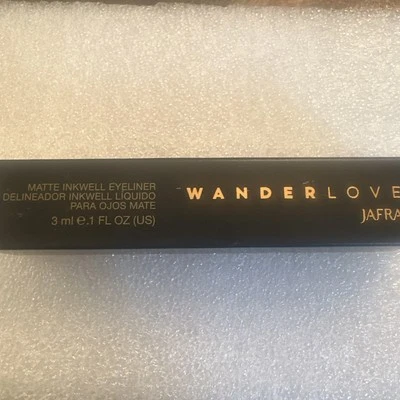 MATTE INKWELL EYELINER
DELINEADOR INKWELL LÍQUIDO
PARA OJOS MATE
3 ml ℮.1 FL OZ (US)
WANDERLOVE
JAFRA